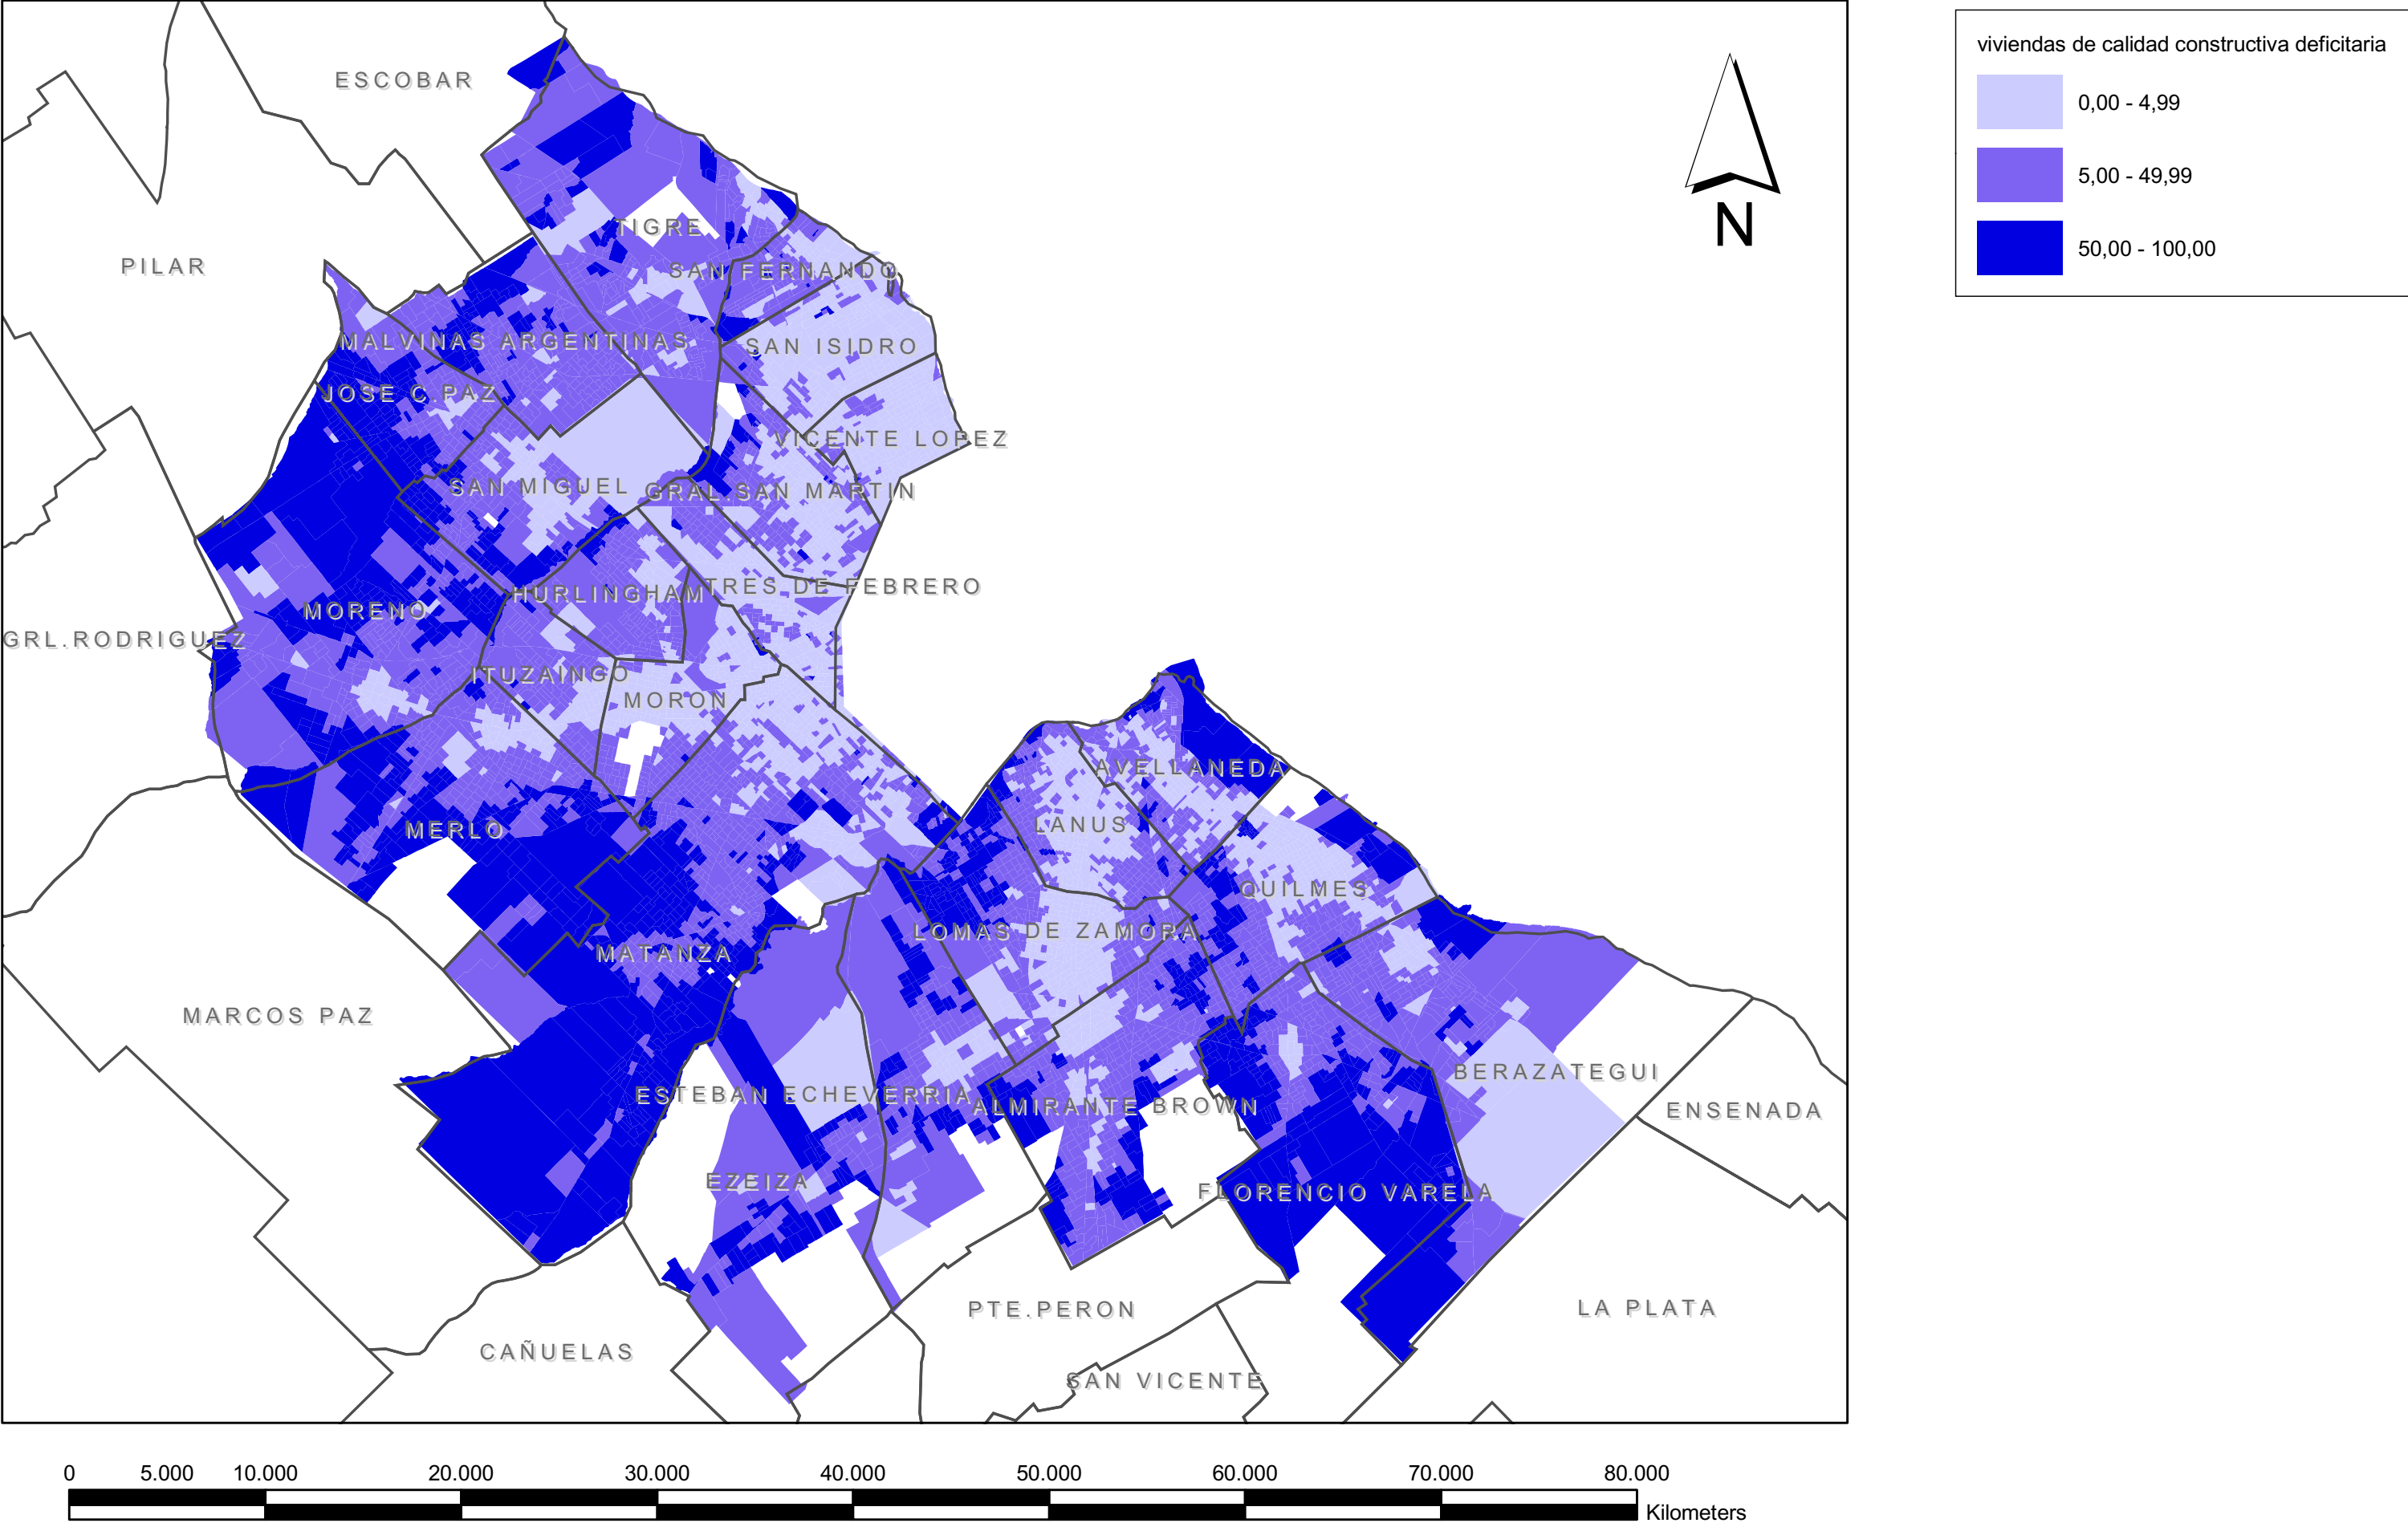 viviendas de calidad constructiva deficitaria
0,00 - 4,99
5,00 - 49,99
50,00 - 100,00
N
ESCOBAR
TIGRE
PILAR
SAN FERNANDO
MALVINAS ARGENTINAS
SAN ISIDRO
JOSE C.PAZ
VICENTE LOPEZ
SAN MIGUEL
GRAL.SAN MARTIN
HURLINGHAM
TRES DE FEBRERO
MORENO
GRL.RODRIGUEZ
ITUZAINGO
MORON
AVELLANEDA
LANUS
MERLO
QUILMES
LOMAS DE ZAMORA
MATANZA
MARCOS PAZ
BERAZATEGUI
ESTEBAN ECHEVERRIA
ALMIRANTE BROWN
ENSENADA
EZEIZA
FLORENCIO VARELA
PTE.PERON
LA PLATA
CAÑUELAS
SAN VICENTE
0 5.000 10.000 20.000 30.000 40.000 50.000 60.000 70.000 80.000
Kilometers